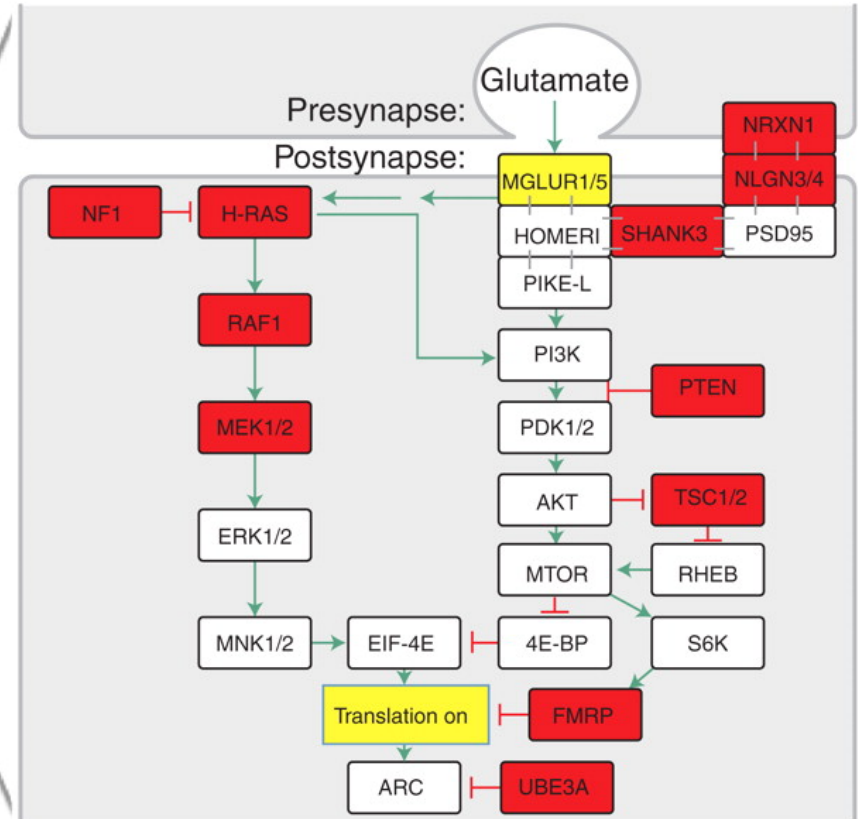 Glutamate
Presynapse:
NRXN1
Postsynapse:
MGLUR1/5
NLGN3/4
NF1
H-RAS
HOMERI
SHANK3
PSD95
PIKE-L
RAF1
PI3K
PTEN
MEK1/2
PDK1/2
AKT
TSC1/2
ERK1/2
MTOR
RHEB
MNK1/2
EIF-4E
4E-BP
S6K
Translation on
FMRP
ARC
UBE3A